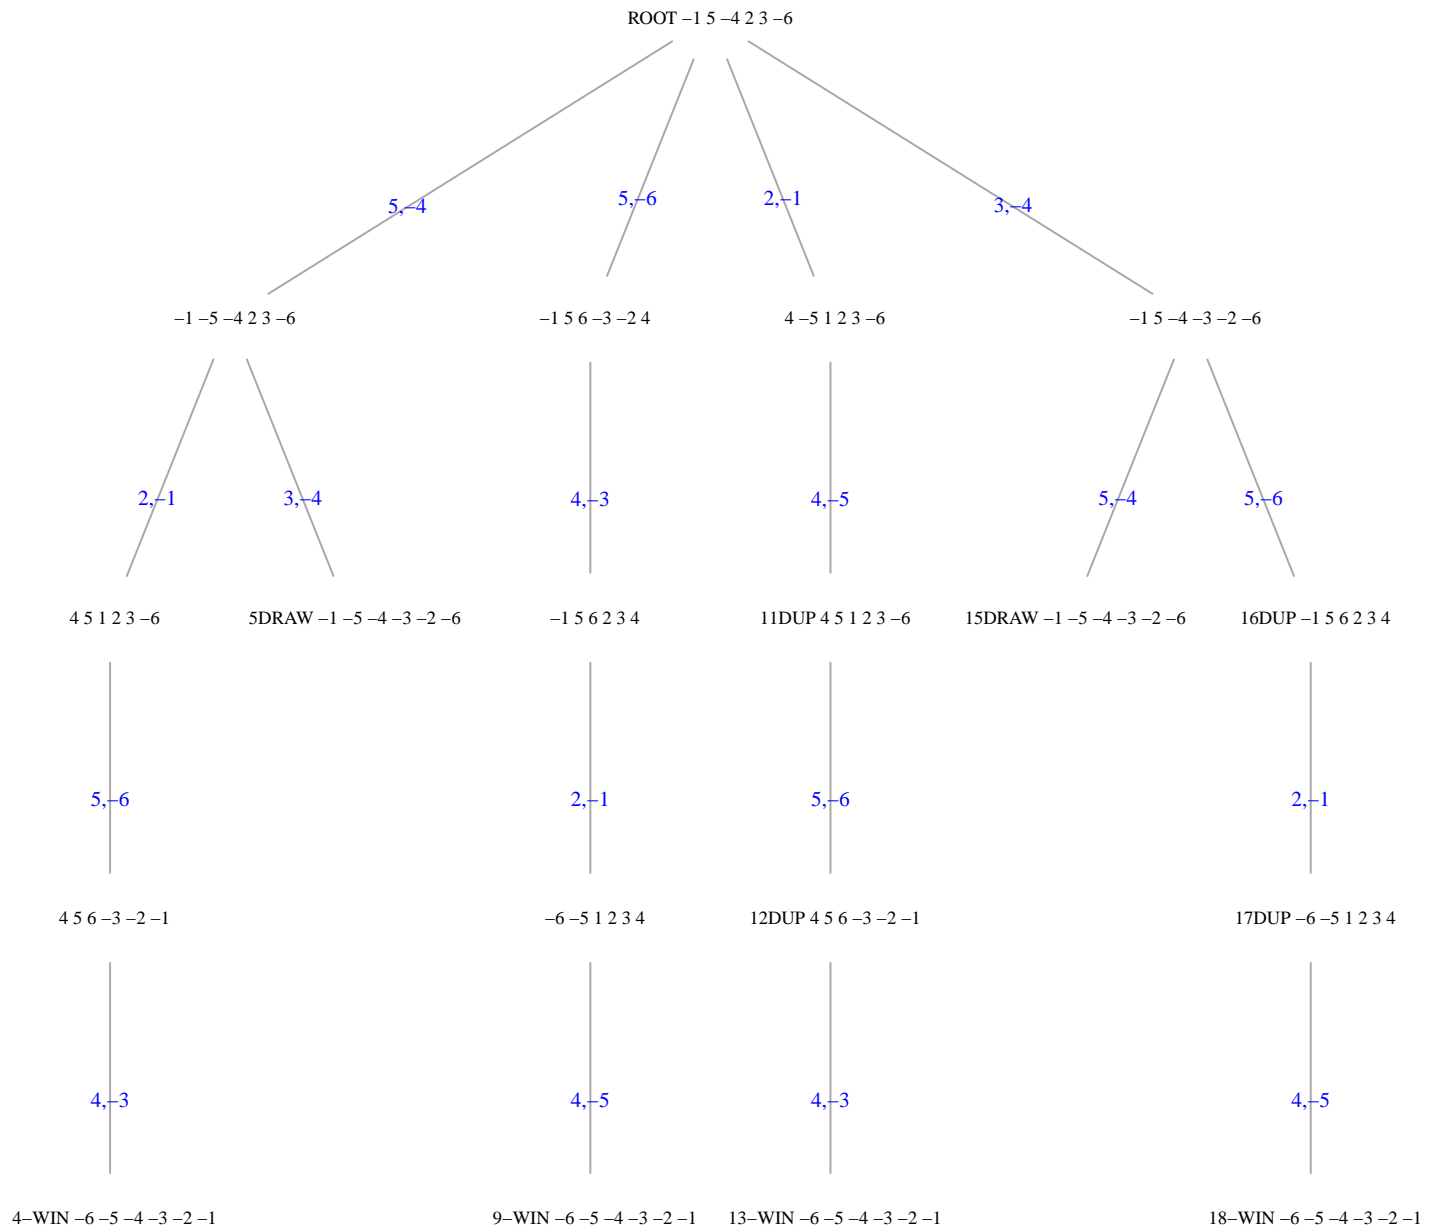 ROOT –1 5 –4 2 3 –6
5,–4
5,–6
2,–1
3,–4
–1 –5 –4 2 3 –6
–1 5 6 –3 –2 4
4 –5 1 2 3 –6
–1 5 –4 –3 –2 –6
2,–1
3,–4
4,–3
4,–5
5,–4
5,–6
4 5 1 2 3 –6
5DRAW –1 –5 –4 –3 –2 –6
–1 5 6 2 3 4
11DUP 4 5 1 2 3 –6
15DRAW –1 –5 –4 –3 –2 –6
16DUP –1 5 6 2 3 4
5,–6
2,–1
5,–6
2,–1
4 5 6 –3 –2 –1
–6 –5 1 2 3 4
12DUP 4 5 6 –3 –2 –1
17DUP –6 –5 1 2 3 4
4,–3
4,–5
4,–3
4,–5
4–WIN –6 –5 –4 –3 –2 –1
9–WIN –6 –5 –4 –3 –2 –1
13–WIN –6 –5 –4 –3 –2 –1
18–WIN –6 –5 –4 –3 –2 –1